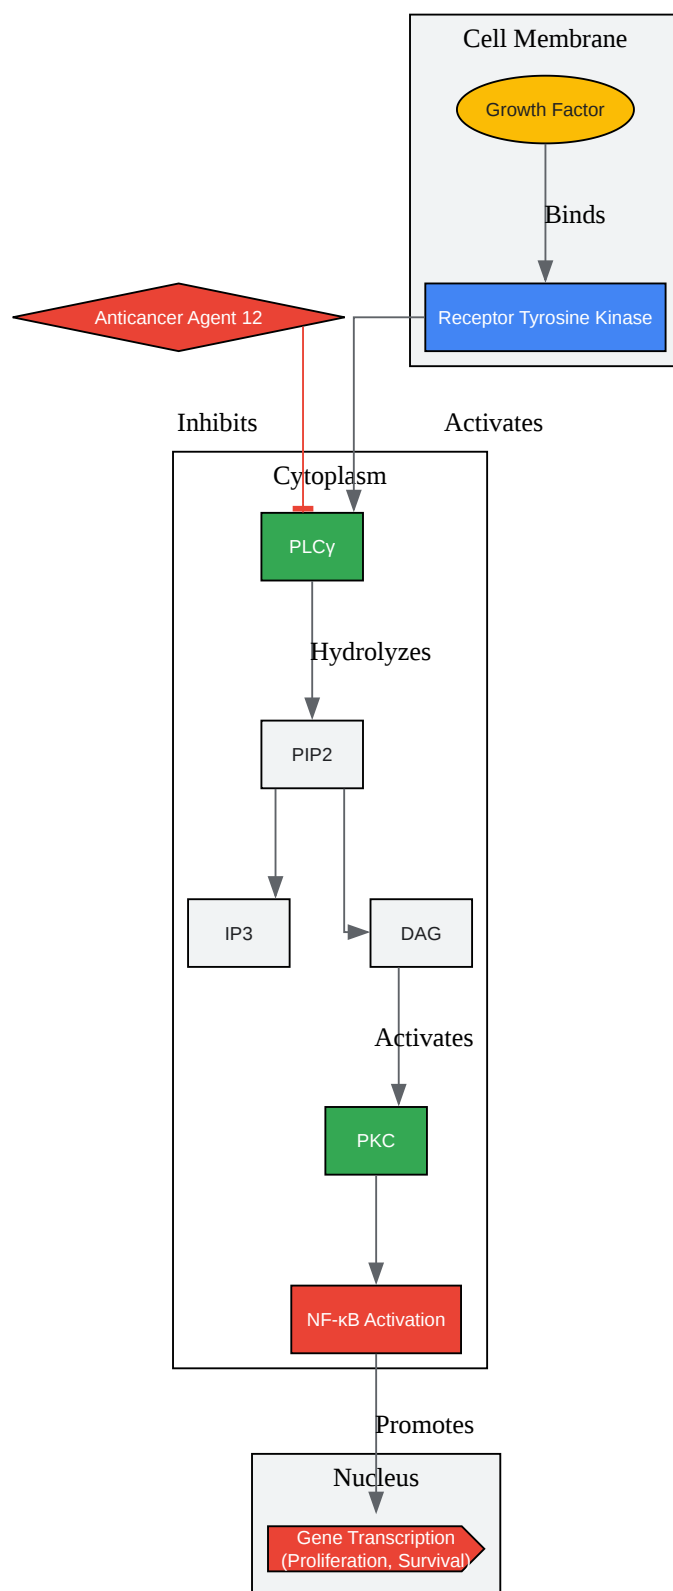 Cell Membrane
Growth Factor
Binds
Anticancer Agent 12
Receptor Tyrosine Kinase
Inhibits
Activates
Cytoplasm
PLCγ
Hydrolyzes
PIP2
IP3
DAG
Activates
PKC
NF-κB Activation
Promotes
Nucleus
Gene Transcription
(Proliferation, Survival)